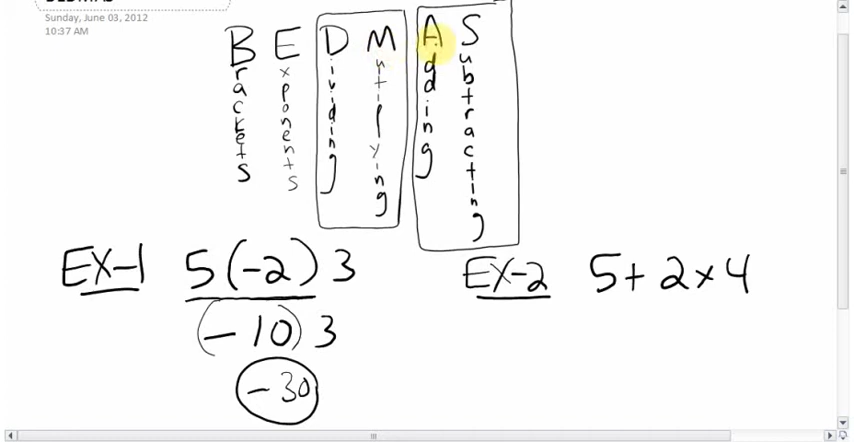 BEDMAS
Sunday, June 03, 2012
10:37 AM
Brackets Exponents Dividing Mutiplying Adding Subtracting
EX-1 5(-2)3 EX-2 5+2×4
(-10)3
-30